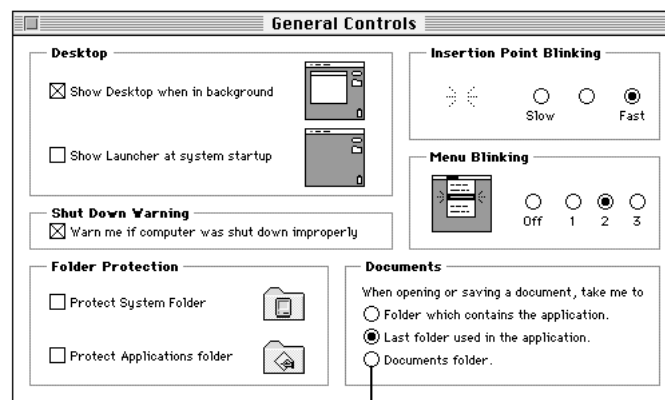 General Controls
Desktop
Show Desktop when in background
Show Launcher at system startup
Shut Down Warning
Warn me if computer was shut down improperly
Folder Protection
Protect System Folder
Protect Applications folder
Insertion Point Blinking
Slow Fast
Menu Blinking
Off 1 2 3
Documents
When opening or saving a document, take me to
Folder which contains the application.
Last folder used in the application.
Documents folder.